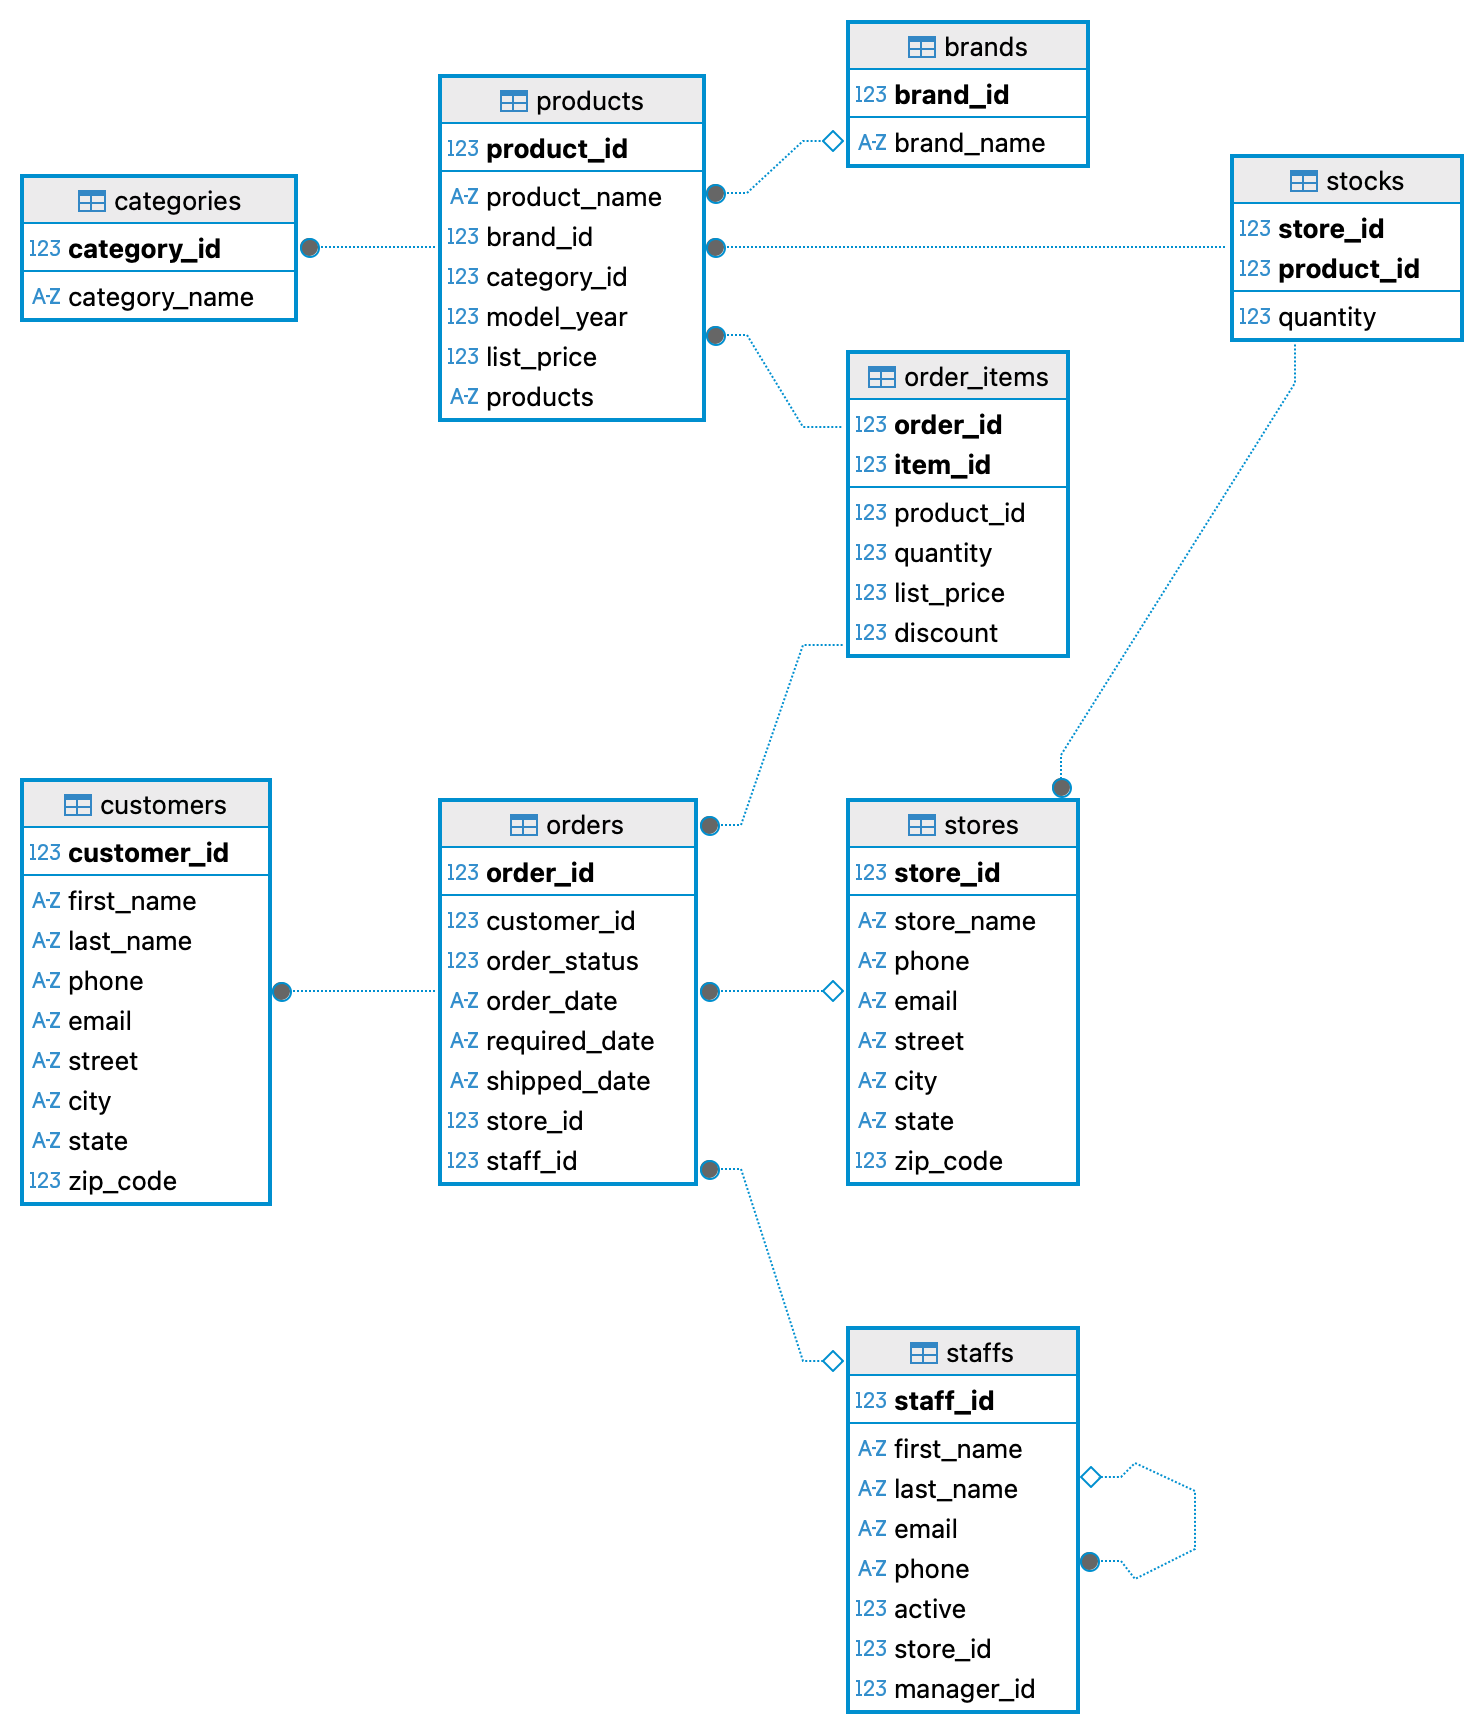 brands
123 brand_id
A-Z brand_name
products
123 product_id
A-Z product_name
123 brand_id
123 category_id
123 model_year
123 list_price
A-Z products
categories
123 category_id
A-Z category_name
stocks
123 store_id
123 product_id
123 quantity
order_items
123 order_id
123 item_id
123 product_id
123 quantity
123 list_price
123 discount
customers
123 customer_id
A-Z first_name
A-Z last_name
A-Z phone
A-Z email
A-Z street
A-Z city
A-Z state
123 zip_code
orders
123 order_id
123 customer_id
123 order_status
A-Z order_date
A-Z required_date
A-Z shipped_date
123 store_id
123 staff_id
stores
123 store_id
A-Z store_name
A-Z phone
A-Z email
A-Z street
A-Z city
A-Z state
123 zip_code
staffs
123 staff_id
A-Z first_name
A-Z last_name
A-Z email
A-Z phone
123 active
123 store_id
123 manager_id